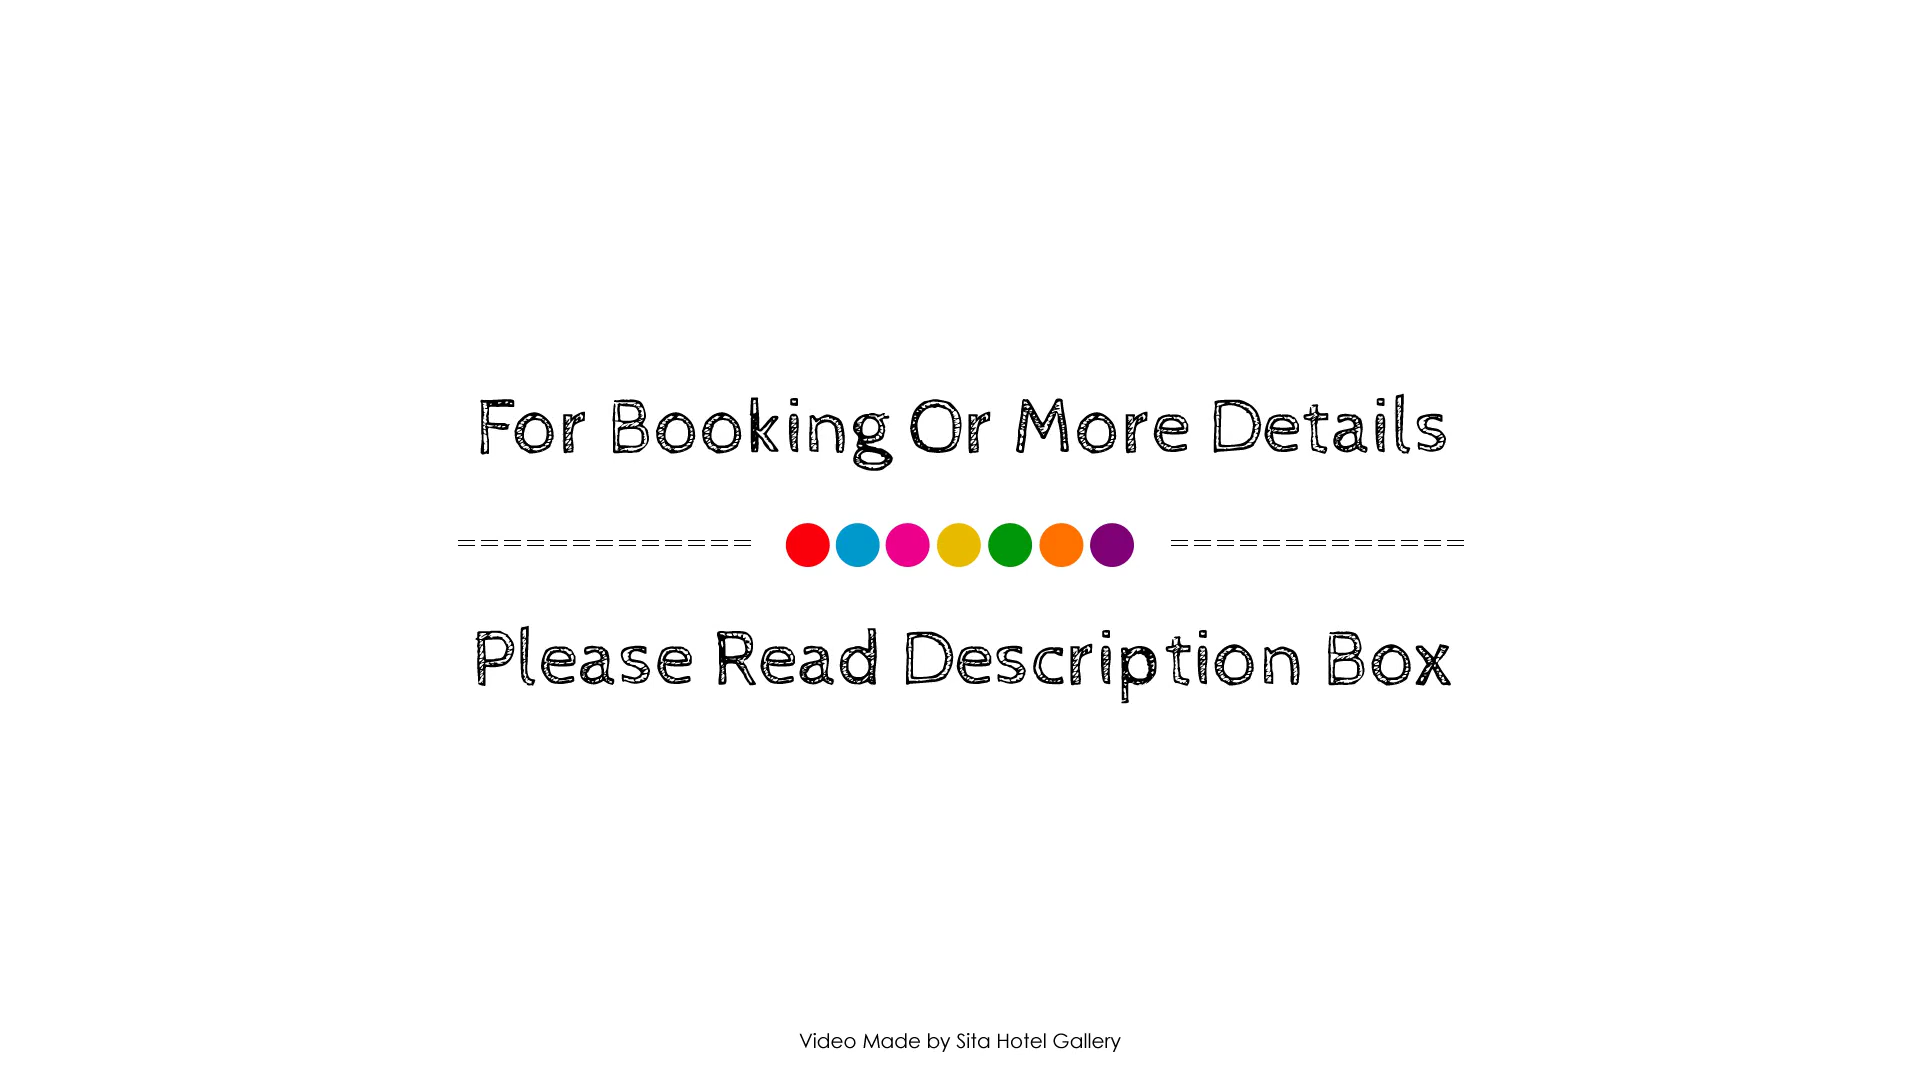 For Booking Or More Details
============= =============
Please Read Description Box
Video Made by Sita Hotel Gallery